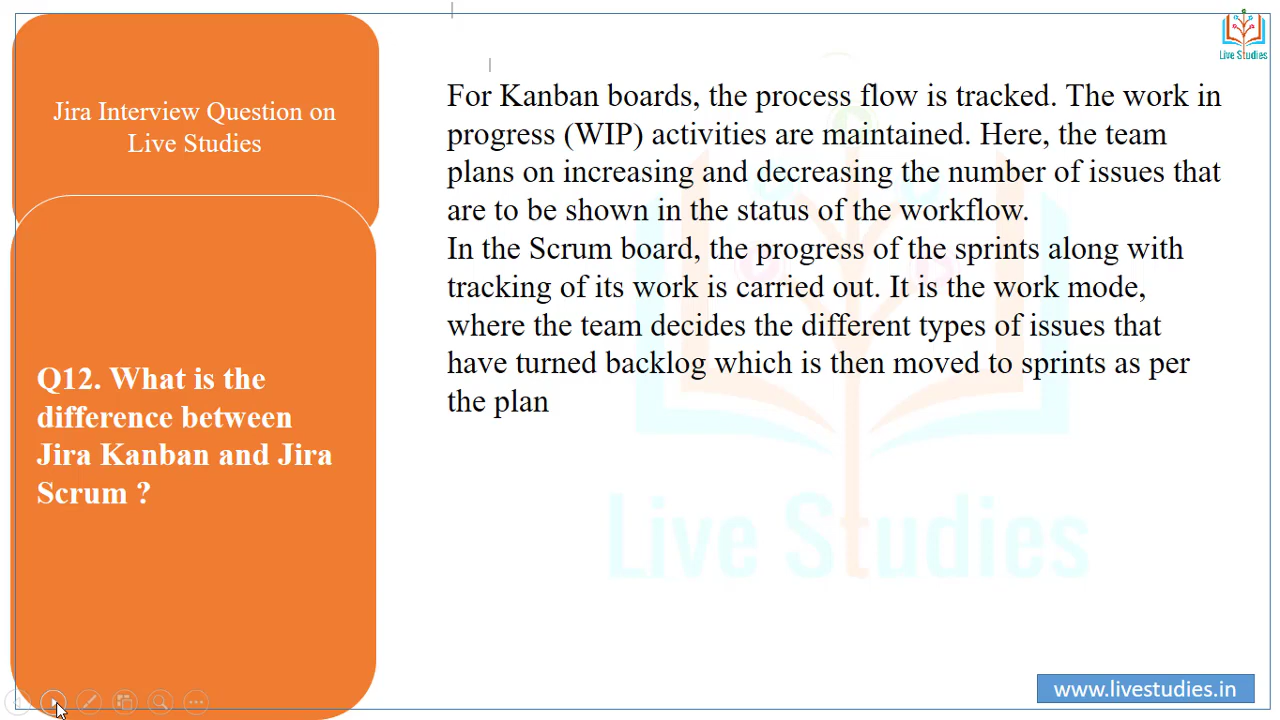 Jira Interview Question on
Live Studies
Q12. What is the
difference between
Jira Kanban and Jira
Scrum ?
For Kanban boards, the process flow is tracked. The work in
progress (WIP) activities are maintained. Here, the team
plans on increasing and decreasing the number of issues that
are to be shown in the status of the workflow.
In the Scrum board, the progress of the sprints along with
tracking of its work is carried out. It is the work mode,
where the team decides the different types of issues that
have turned backlog which is then moved to sprints as per
the plan
Live Studies
Live Studies
www.livestudies.in